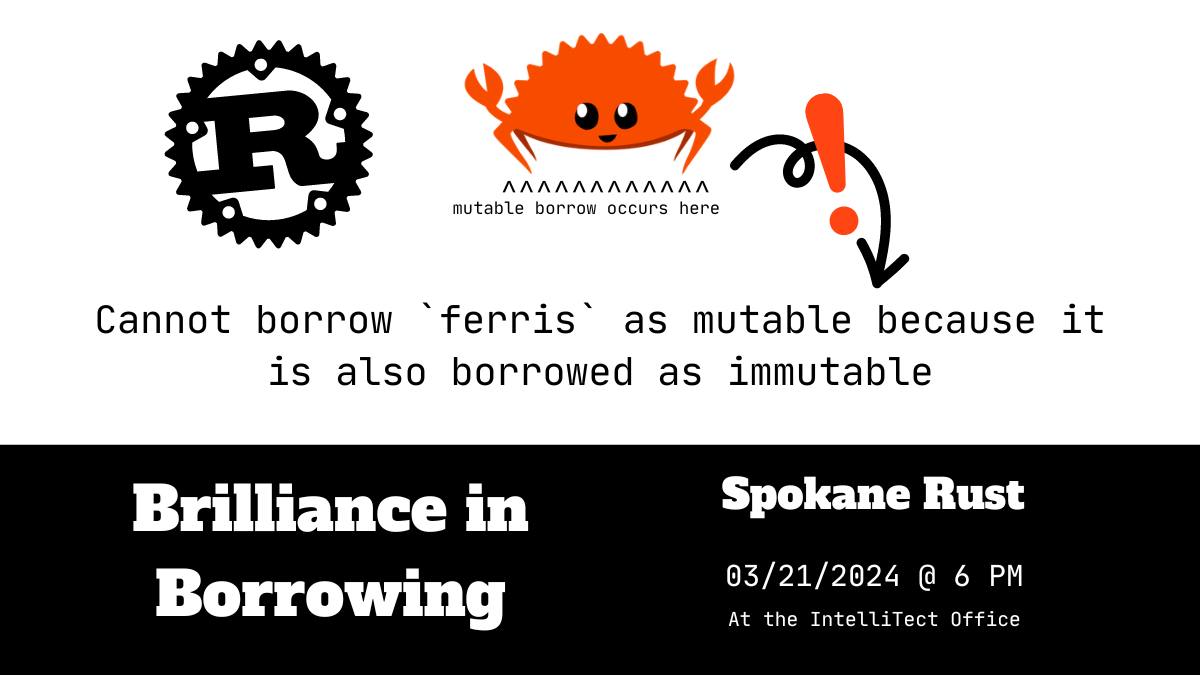 R
^^^^^^^^^^^^
mutable borrow occurs here
Cannot borrow `ferris` as mutable because it
is also borrowed as immutable
Brilliance in
Borrowing
Spokane Rust
03/21/2024 @ 6 PM
At the IntelliTect Office